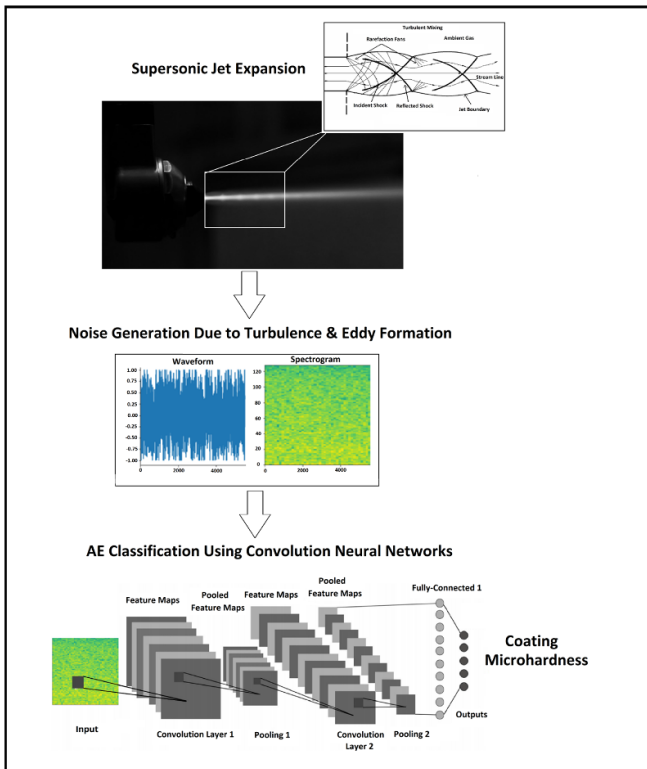 Supersonic Jet Expansion
Turbulent Mixing
Rarefaction Fans
Ambient Gas
Stream Line
Incident Shock
Reflected Shock
Jet Boundary
Noise Generation Due to Turbulence & Eddy Formation
Waveform
Spectrogram
1.00
0.75
0.50
0.25
0.00
-0.25
-0.50
-0.75
-1.00
0
2000
4000
120
100
80
60
40
20
0
0
2000
4000
AE Classification Using Convolution Neural Networks
Feature Maps
Pooled
Feature Maps
Feature Maps
Pooled
Feature Maps
Fully-Connected 1
Coating
Microhardness
Input
Convolution Layer 1
Pooling 1
Convolution
Layer 2
Pooling 2
Outputs